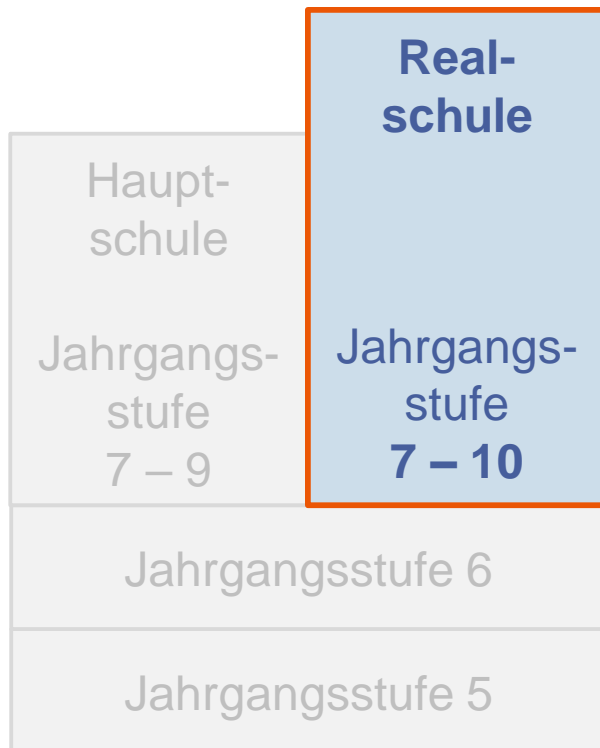 Real-
schule
Haupt-
schule
Jahrgangs-
stufe
7 – 9
Jahrgangs-
stufe
7 – 10
Jahrgangsstufe 6
Jahrgangsstufe 5